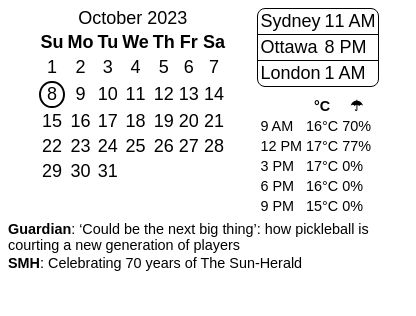 October 2023
Su Mo Tu We Th Fr Sa
1 2 3 4 5 6 7
8 9 10 11 12 13 14
15 16 17 18 19 20 21
22 23 24 25 26 27 28
29 30 31
Sydney 11 AM
Ottawa 8 PM
London 1 AM
°C ☂
9 AM 16°C 70%
12 PM 17°C 77%
3 PM 17°C 0%
6 PM 16°C 0%
9 PM 15°C 0%
Guardian: ‘Could be the next big thing’: how pickleball is
courting a new generation of players
SMH: Celebrating 70 years of The Sun-Herald